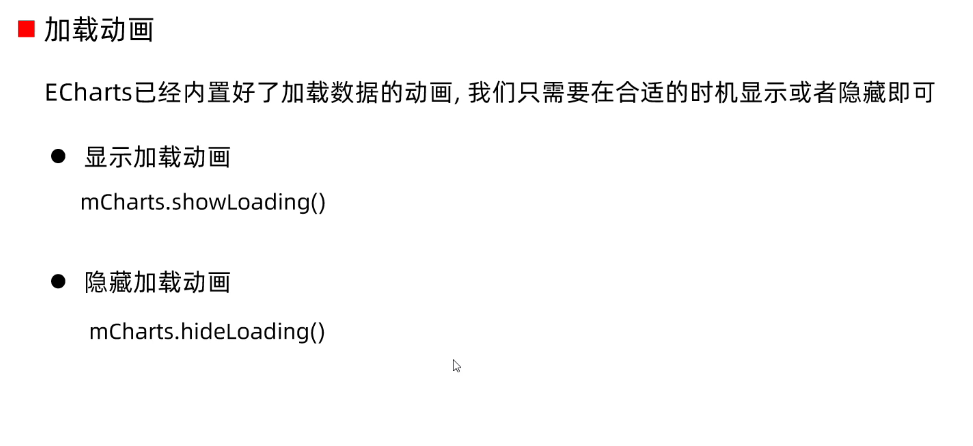 加载动画
ECharts已经内置好了加载数据的动画, 我们只需要在合适的时机显示或者隐藏即可
显示加载动画
mCharts.showLoading()
隐藏加载动画
mCharts.hideLoading()